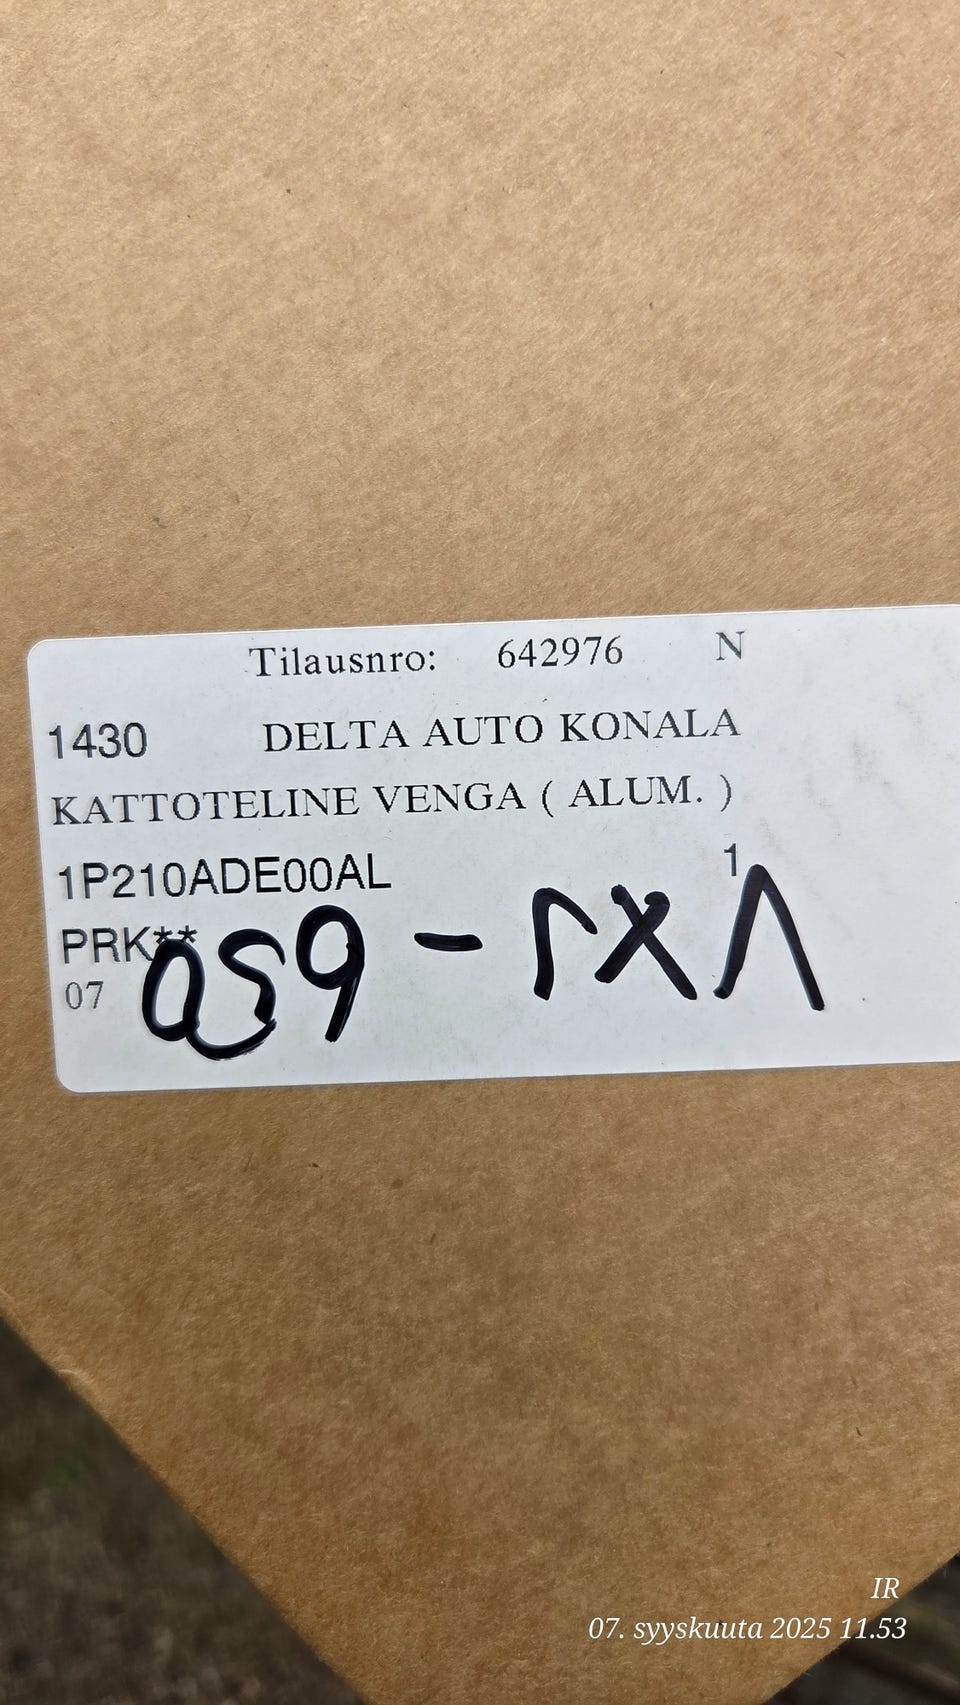 Tilausnro: 642976 N
1430 DELTA AUTO KONALA
KATTOTELINE VENGA ( ALUM. )
1P210ADE00AL 1
PRK**
07
IR
07. syyskuuta 2025 11.53